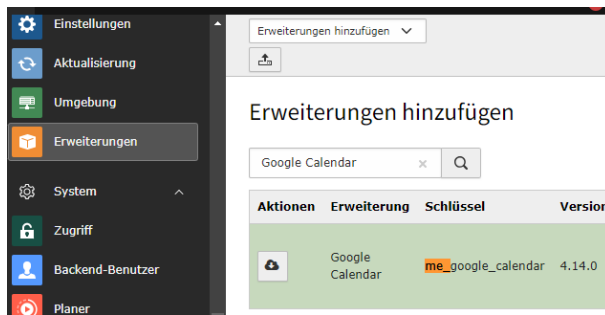 Einstellungen
Aktualisierung
Umgebung
Erweiterungen
System
Zugriff
Backend-Benutzer
Planer
Erweiterungen hinzufügen
Erweiterungen hinzufügen
Google Calendar
Aktionen Erweiterung Schlüssel Version
Google
Calendar
me_google_calendar 4.14.0